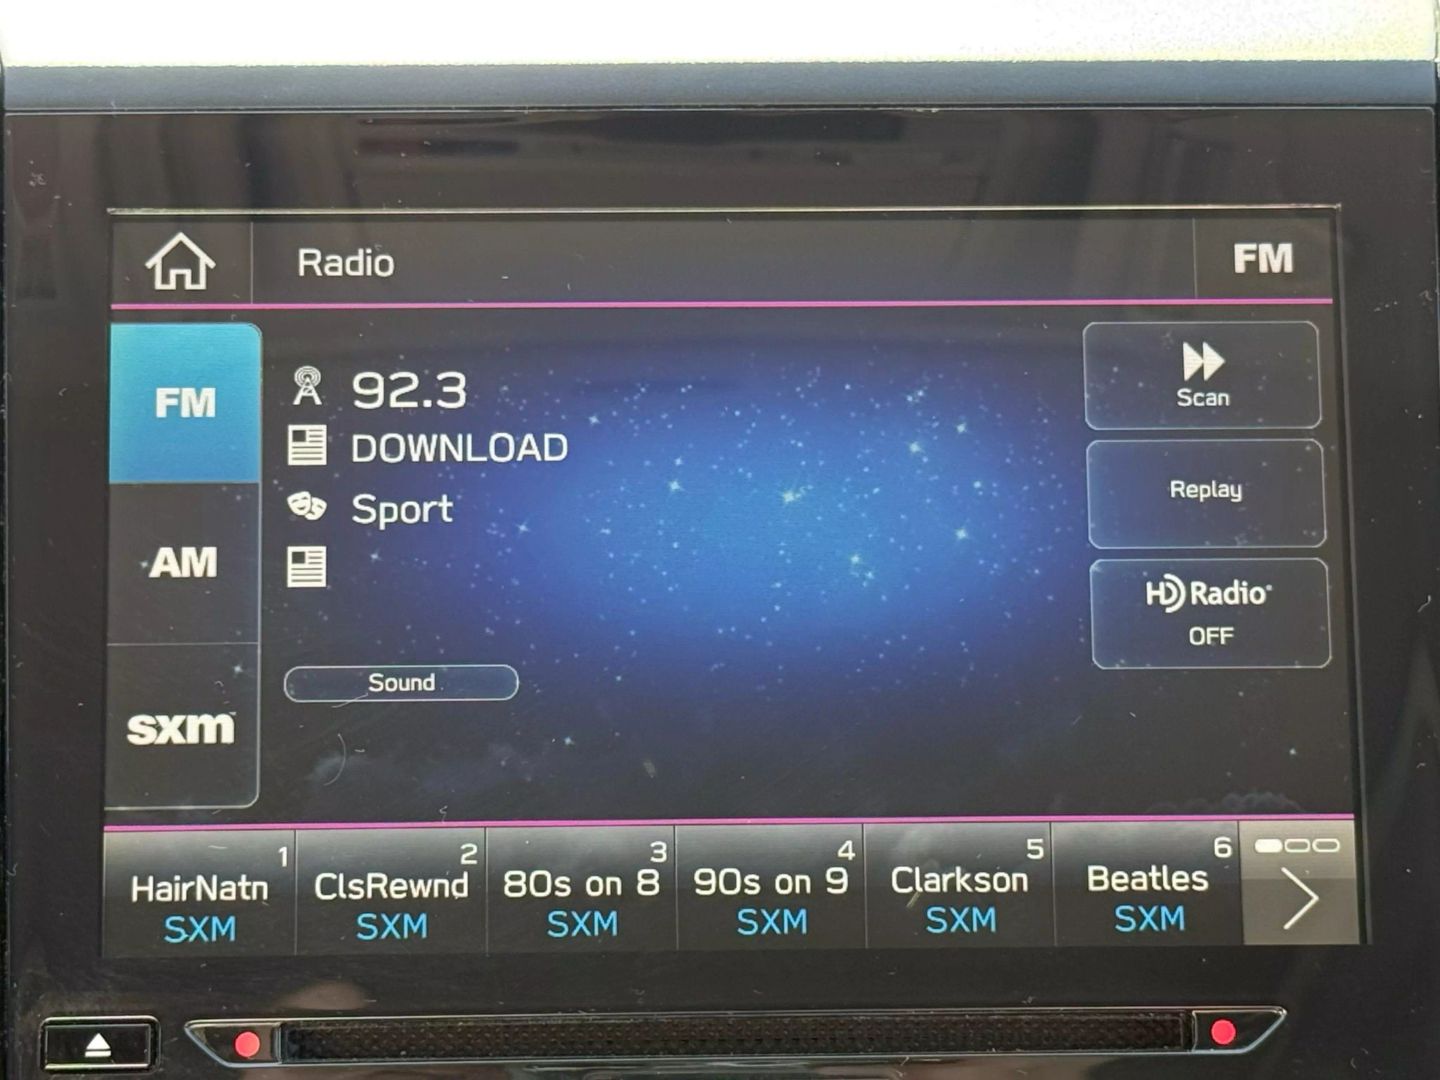 Radio
FM
FM
AM
sxm
92.3
DOWNLOAD
Sport
Sound
Scan
Replay
HD Radio
OFF
1
HairNatn
SXM
2
ClsRewnd
SXM
3
80s on 8
SXM
4
90s on 9
SXM
5
Clarkson
SXM
6
Beatles
SXM